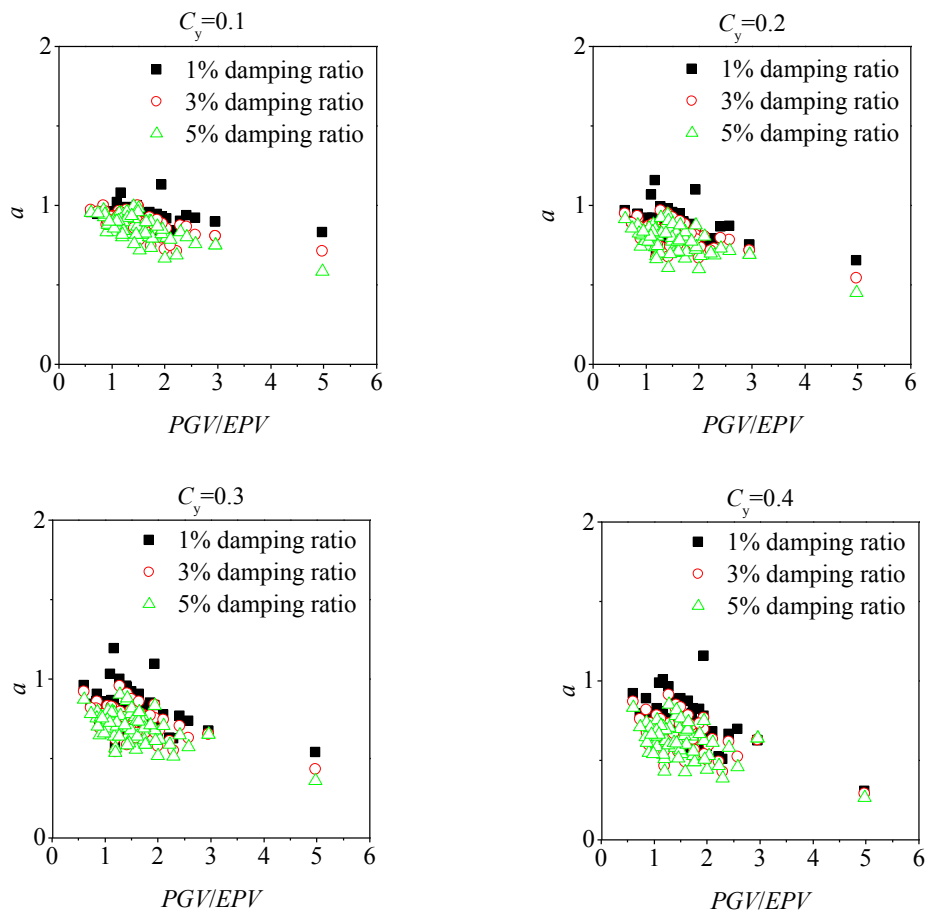 C_y=0.1
2
1% damping ratio
3% damping ratio
5% damping ratio
1
a
0
0 1 2 3 4 5 6
PGV/EPV
C_y=0.2
2
1% damping ratio
3% damping ratio
5% damping ratio
1
a
0
0 1 2 3 4 5 6
PGV/EPV
C_y=0.3
2
1% damping ratio
3% damping ratio
5% damping ratio
1
a
0
0 1 2 3 4 5 6
PGV/EPV
C_y=0.4
2
1% damping ratio
3% damping ratio
5% damping ratio
1
a
0
0 1 2 3 4 5 6
PGV/EPV